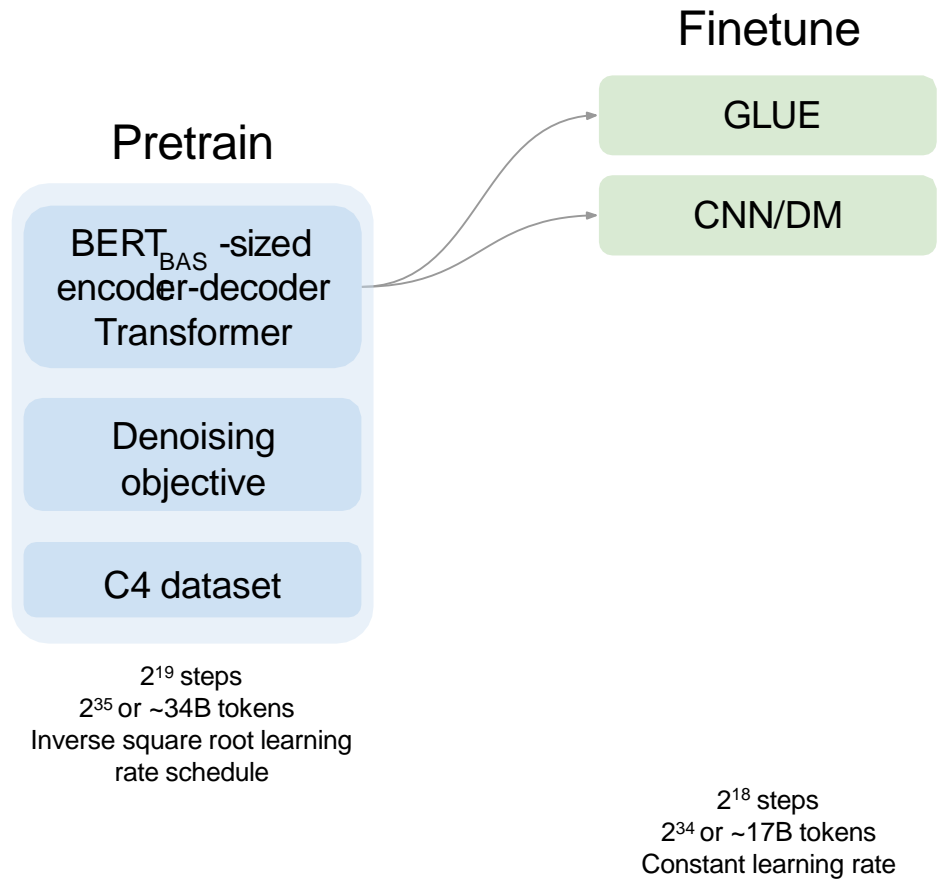 Pretrain
BERT_BAS -sized
encoder-decoder
Transformer
Denoising
objective
C4 dataset
2¹⁹ steps
2³⁵ or ~34B tokens
Inverse square root learning
rate schedule
Finetune
GLUE
CNN/DM
2¹⁸ steps
2³⁴ or ~17B tokens
Constant learning rate